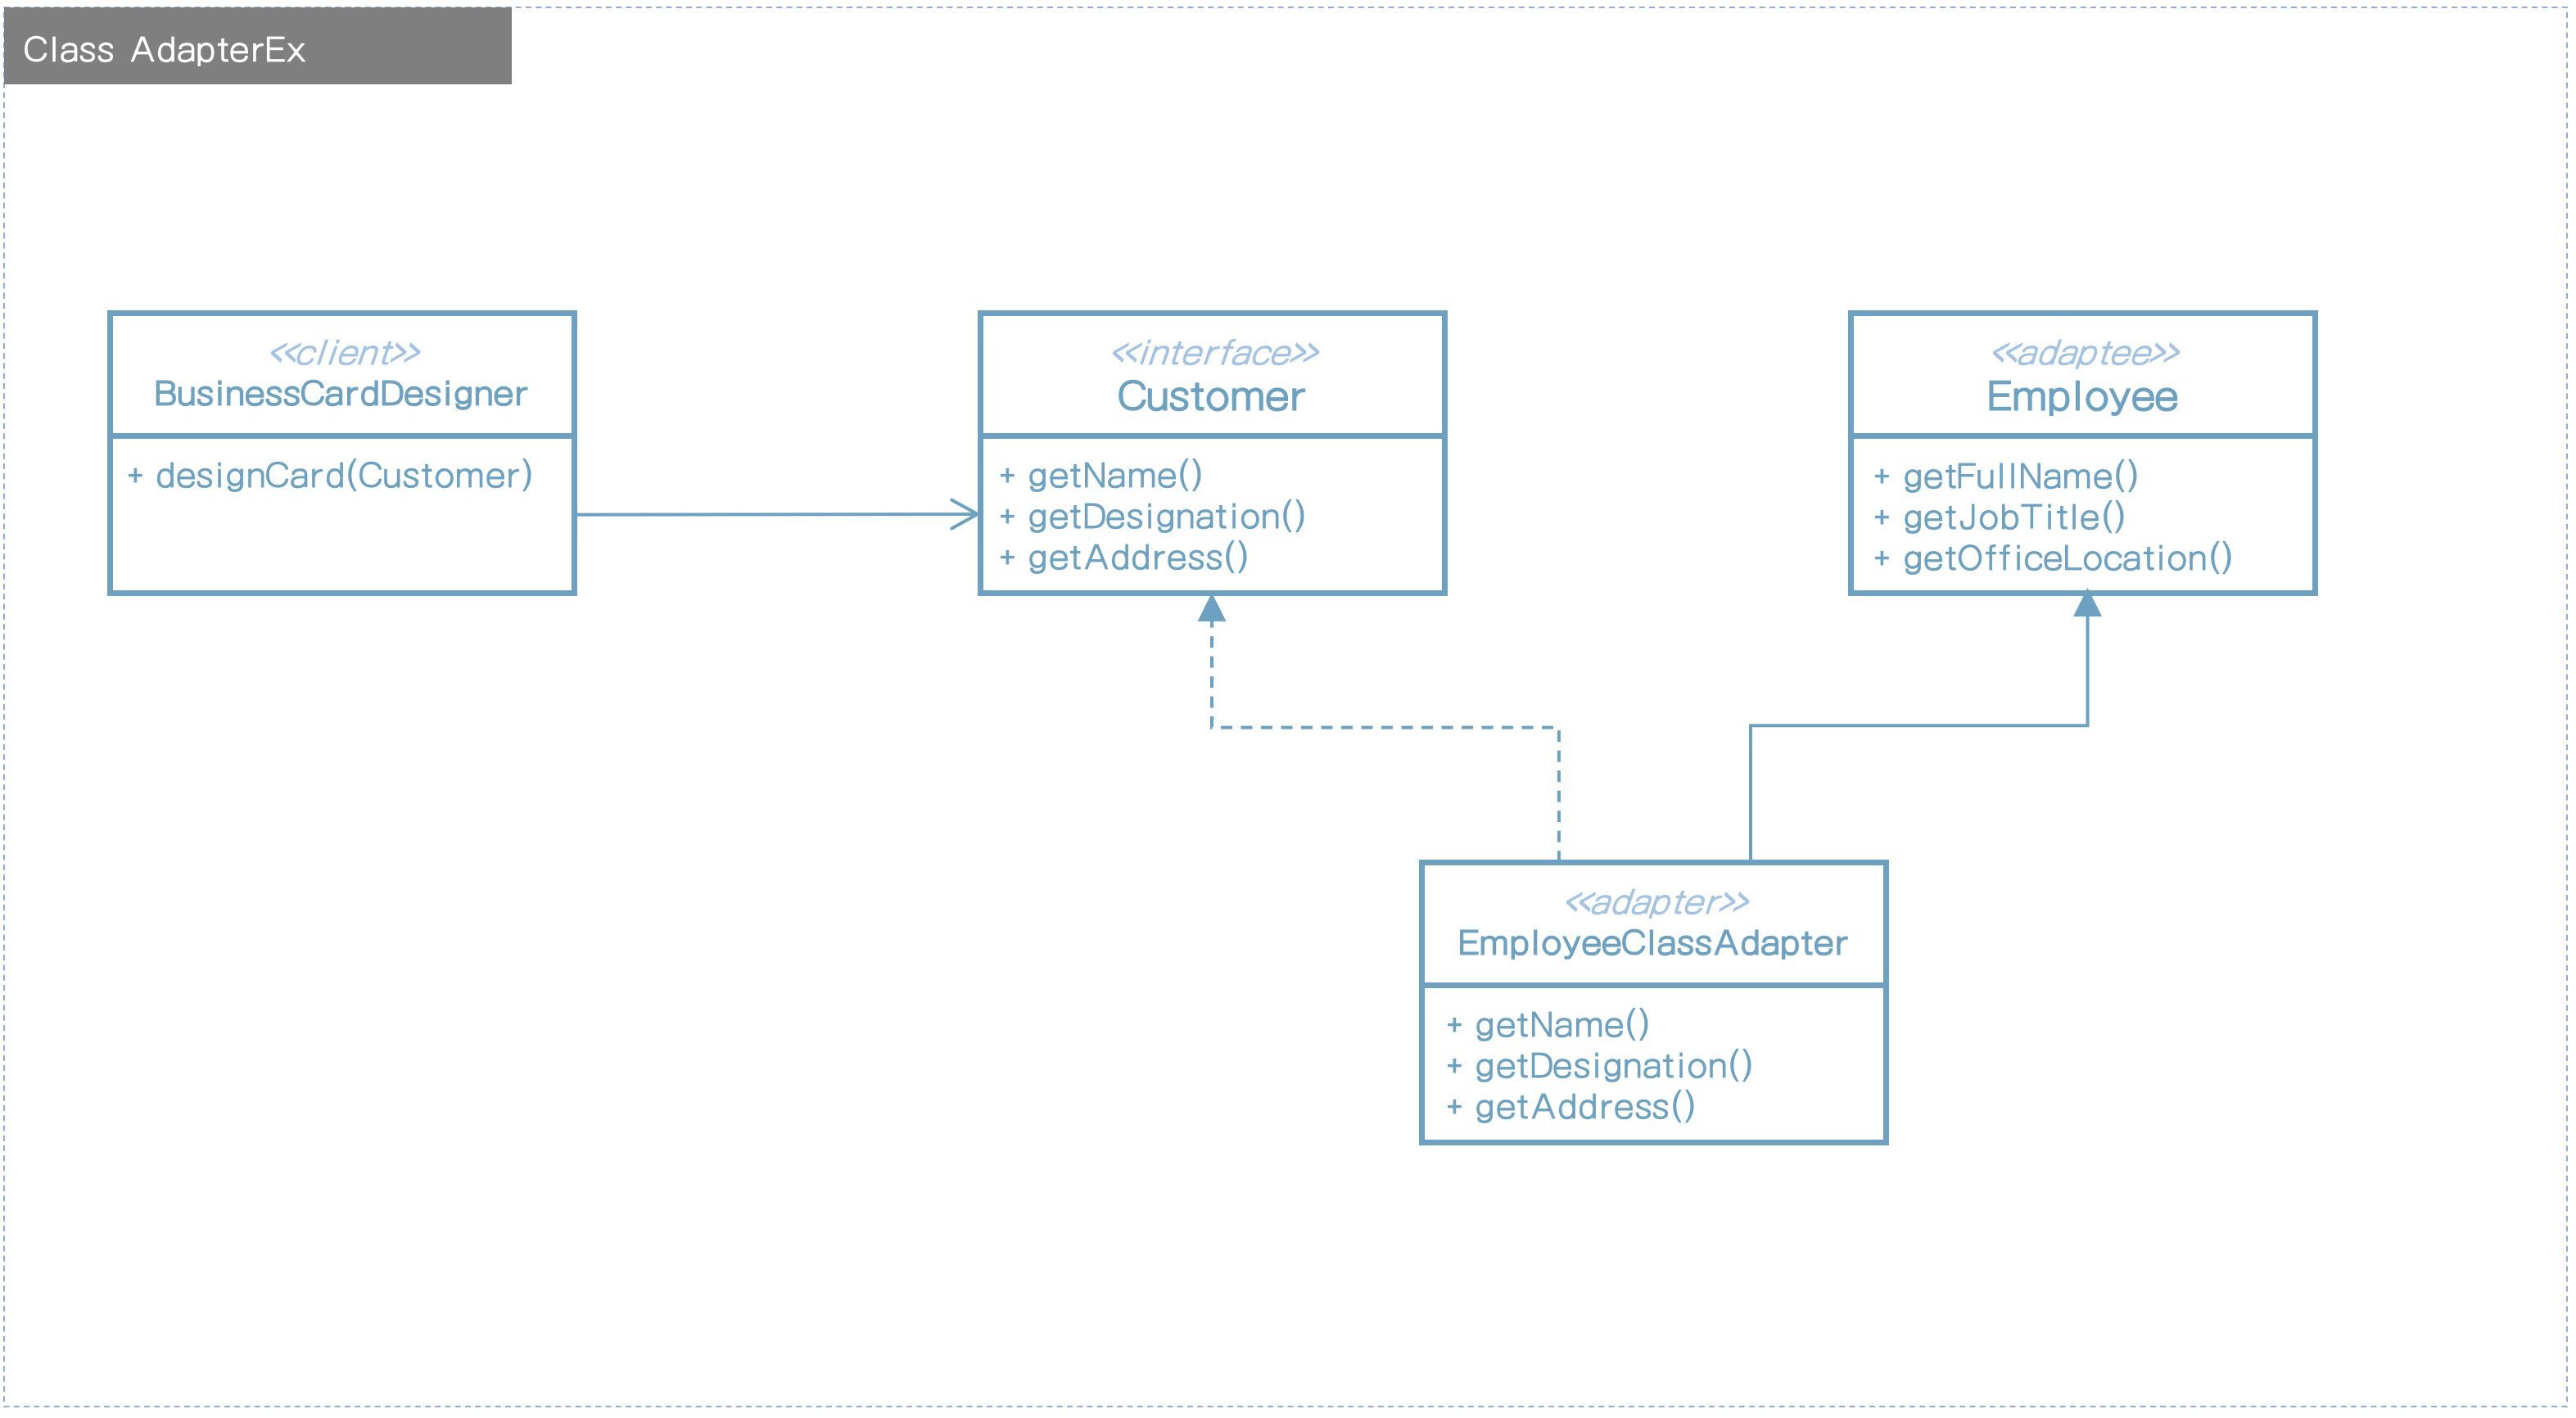 Class AdapterEx
<<client>>
BusinessCardDesigner
+ designCard(Customer)
<<interface>>
Customer
+ getName()
+ getDesignation()
+ getAddress()
<<adaptee>>
Employee
+ getFullName()
+ getJobTitle()
+ getOfficeLocation()
<<adapter>>
EmployeeClassAdapter
+ getName()
+ getDesignation()
+ getAddress()